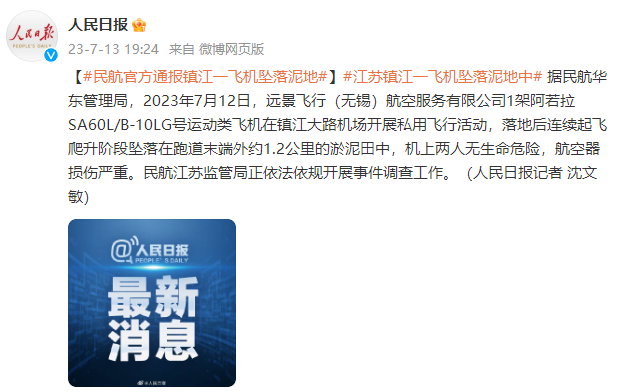 人民日报
PEOPLE'S DAILY
人民日报
23-7-13 19:24 来自 微博网页版
【#民航官方通报镇江一飞机坠落泥地#】#江苏镇江一飞机坠落泥地中# 据民航华
东管理局，2023年7月12日，远景飞行（无锡）航空服务有限公司1架阿若拉
SA60L/B-10LG号运动类飞机在镇江大路机场开展私用飞行活动，落地后连续起飞
爬升阶段坠落在跑道末端外约1.2公里的淤泥田中，机上两人无生命危险，航空器
损伤严重。民航江苏监管局正依法依规开展事件调查工作。（人民日报记者 沈文
敏）
@人民日报
PEOPLE'S DAILY
最新
消息
@人民日报